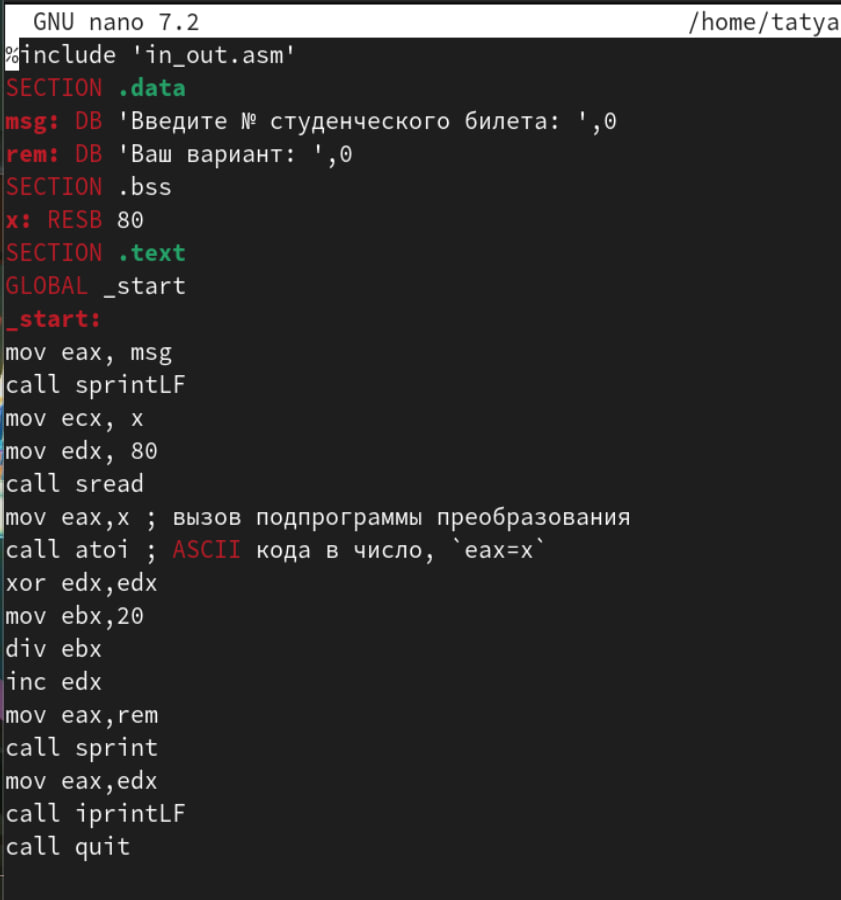 GNU nano 7.2 /home/tatya
%include 'in_out.asm'
SECTION .data
msg: DB 'Введите № студенческого билета: ',0
rem: DB 'Ваш вариант: ',0
SECTION .bss
x: RESB 80
SECTION .text
GLOBAL _start
_start:
mov eax, msg
call sprintLF
mov ecx, x
mov edx, 80
call sread
mov eax,x ; вызов подпрограммы преобразования
call atoi ; ASCII кода в число, `eax=x`
xor edx,edx
mov ebx,20
div ebx
inc edx
mov eax,rem
call sprint
mov eax,edx
call iprintLF
call quit